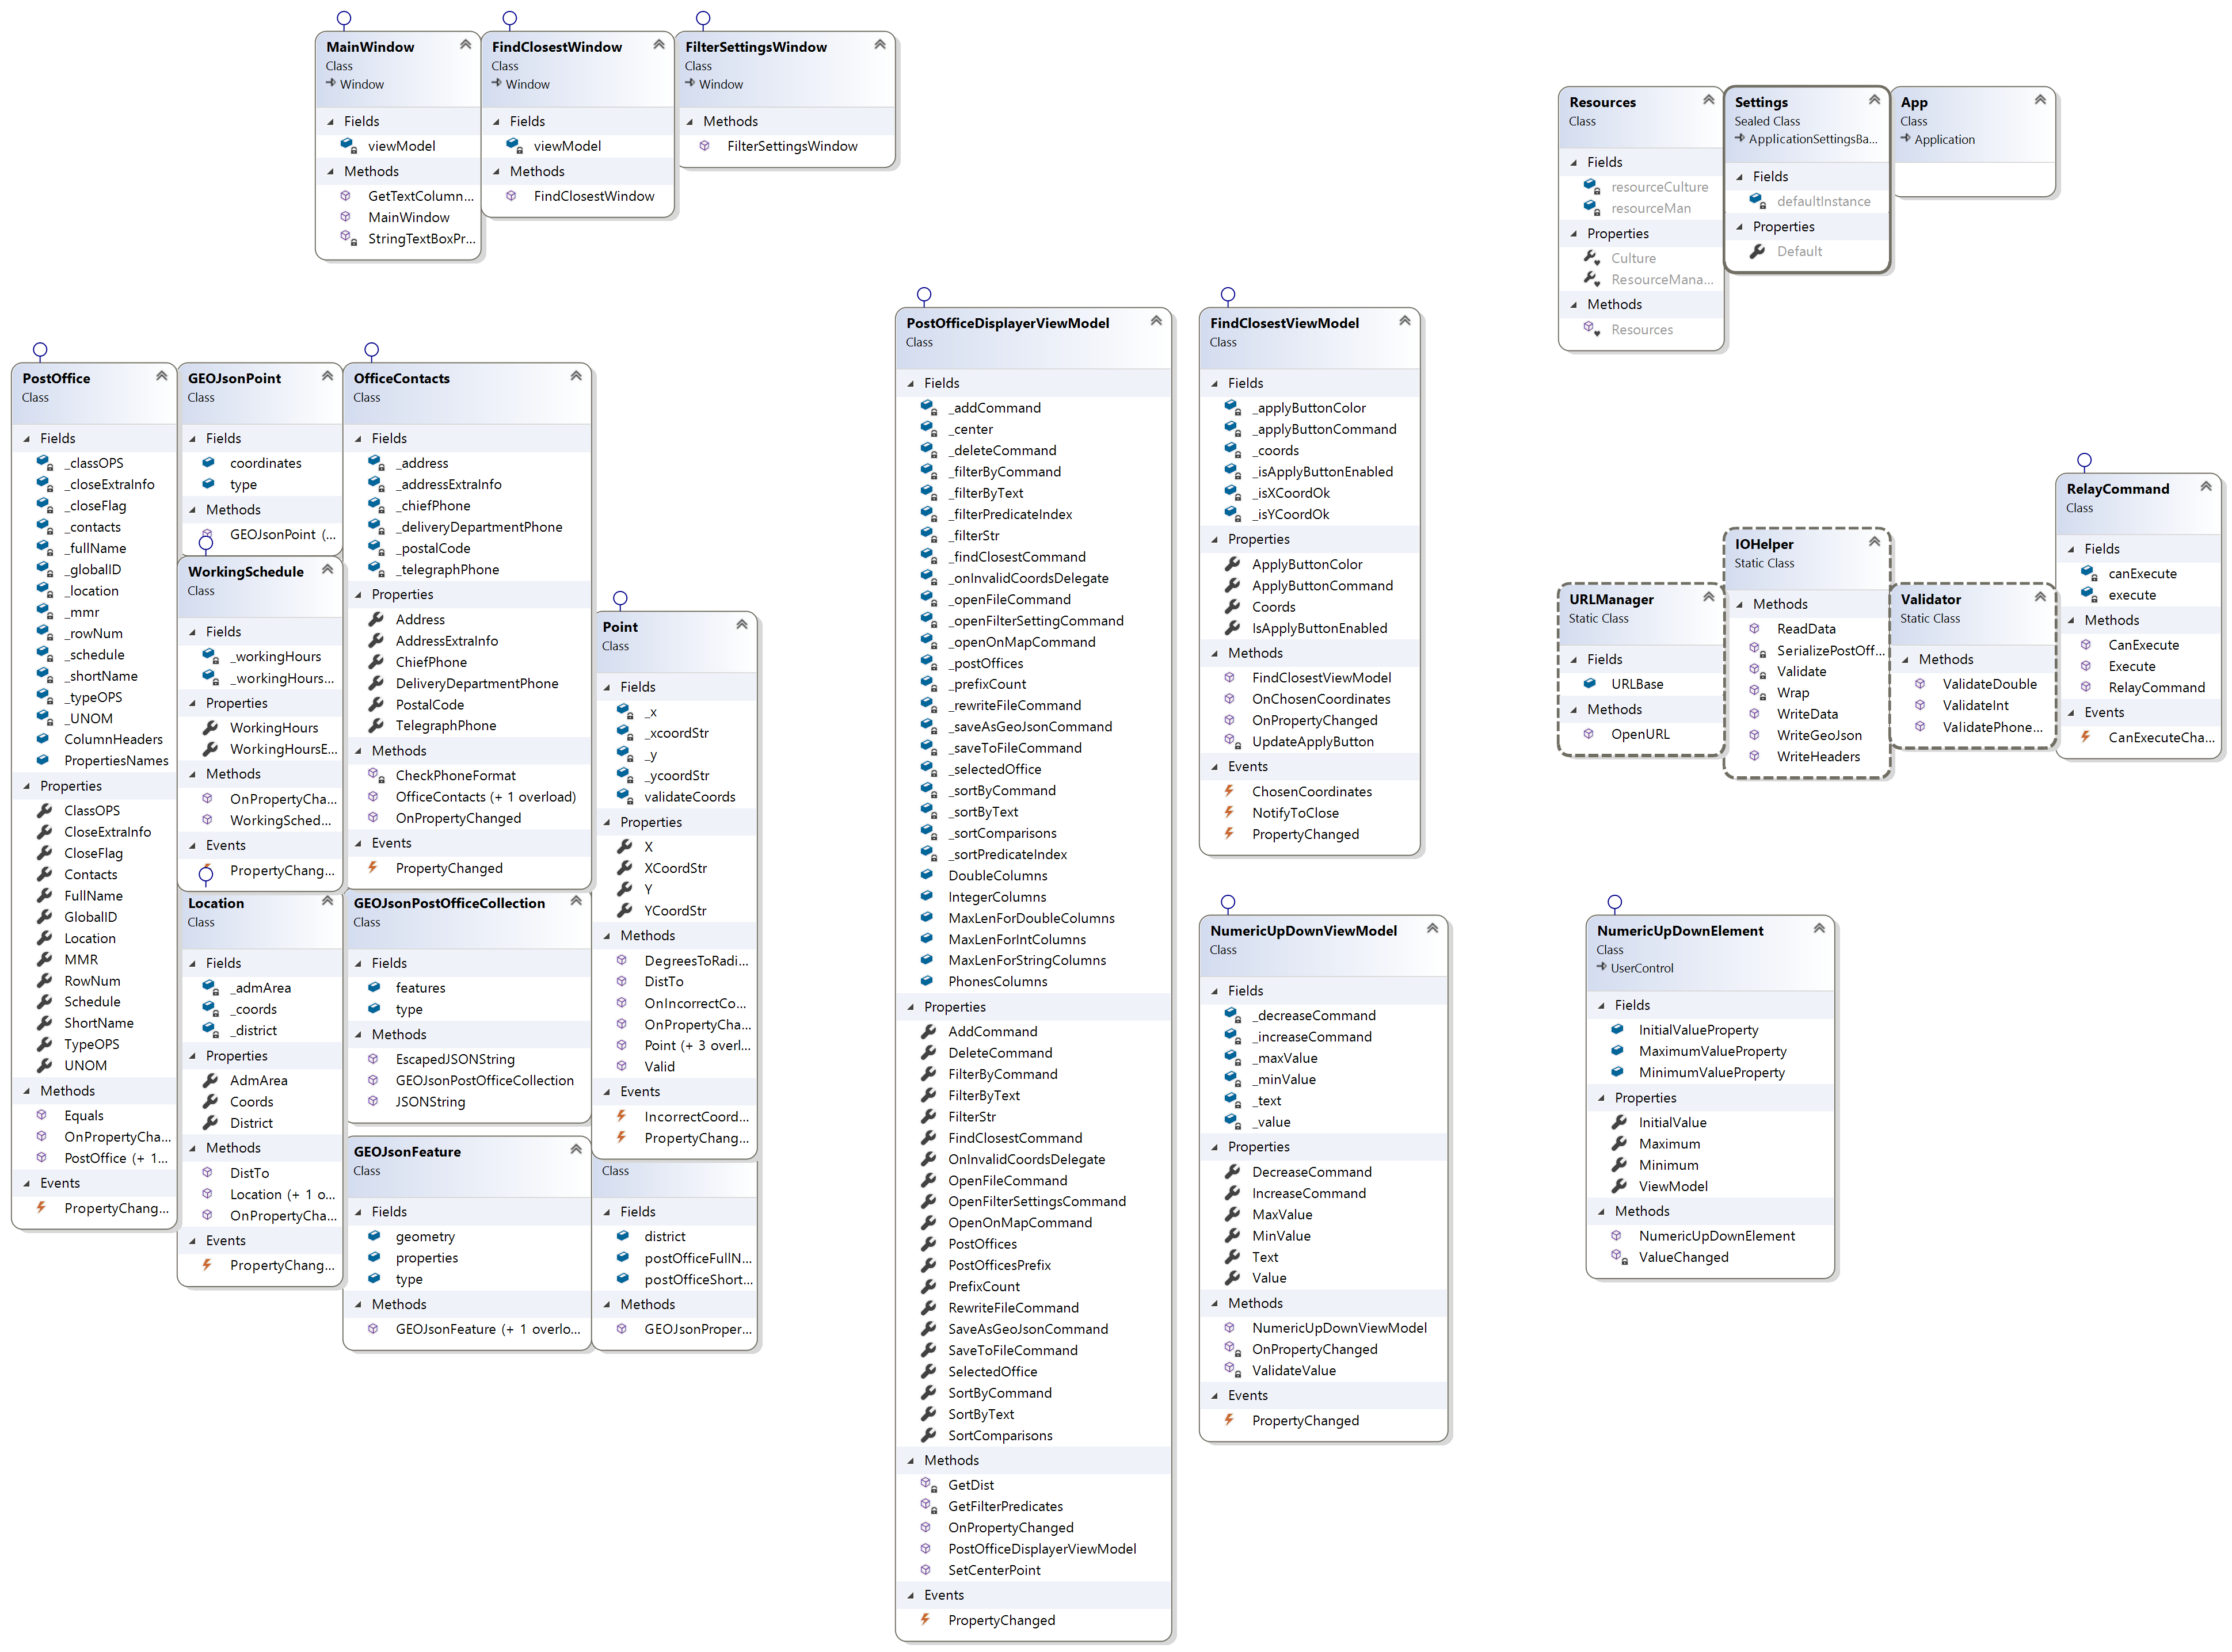 MainWindow
Class
Window
Fields
viewModel
Methods
GetTextColumn...
MainWindow
StringTextBoxPr...
FindClosestWindow
Class
Window
Fields
viewModel
Methods
FindClosestWindow
FilterSettingsWindow
Class
Window
Methods
FilterSettingsWindow
Resources
Class
Fields
resourceCulture
resourceMan
Properties
Culture
ResourceMana...
Methods
Resources
Settings
Sealed Class
ApplicationSettingsBa...
Fields
defaultInstance
Properties
Default
App
Class
Application
PostOffice
Class
Fields
_classOPS
_closeExtraInfo
_closeFlag
_contacts
_fullName
_globalID
_location
_mmr
_rowNum
_schedule
_shortName
_typeOPS
_UNOM
ColumnHeaders
PropertiesNames
Properties
ClassOPS
CloseExtraInfo
CloseFlag
Contacts
FullName
GlobalID
Location
MMR
RowNum
Schedule
ShortName
TypeOPS
UNOM
Methods
Equals
OnPropertyCha...
PostOffice (+ 1...
Events
PropertyChang...
GEOJsonPoint
Class
Fields
coordinates
type
Methods
GEOJsonPoint (...
WorkingSchedule
Class
Fields
_workingHours
_workingHours...
Properties
WorkingHours
WorkingHoursE...
Methods
OnPropertyCha...
WorkingSched...
Events
PropertyChang...
Location
Class
Fields
_admArea
_coords
_district
Properties
AdmArea
Coords
District
Methods
DistTo
Location (+ 1 o...
OnPropertyCha...
Events
PropertyChang...
OfficeContacts
Class
Fields
_address
_addressExtraInfo
_chiefPhone
_deliveryDepartmentPhone
_postalCode
_telegraphPhone
Properties
Address
AddressExtraInfo
ChiefPhone
DeliveryDepartmentPhone
PostalCode
TelegraphPhone
Methods
CheckPhoneFormat
OfficeContacts (+ 1 overload)
OnPropertyChanged
Events
PropertyChanged
GEOJsonPostOfficeCollection
Class
Fields
features
type
Methods
EscapedJSONString
GEOJsonPostOfficeCollection
JSONString
GEOJsonFeature
Class
Fields
geometry
properties
type
Methods
GEOJsonFeature (+ 1 overlo...
Point
Class
Fields
_x
_xcoordStr
_y
_ycoordStr
validateCoords
Properties
X
XCoordStr
Y
YCoordStr
Methods
DegreesToRadi...
DistTo
OnIncorrectCo...
OnPropertyCha...
Point (+ 3 overl...
Valid
Events
IncorrectCoord...
PropertyChang...
Class
Fields
district
postOfficeFullN...
postOfficeShort...
Methods
GEOJsonProper...
PostOfficeDisplayerViewModel
Class
Fields
_addCommand
_center
_deleteCommand
_filterByCommand
_filterByText
_filterPredicateIndex
_filterStr
_findClosestCommand
_onInvalidCoordsDelegate
_openFileCommand
_openFilterSettingCommand
_openOnMapCommand
_postOffices
_prefixCount
_rewriteFileCommand
_saveAsGeoJsonCommand
_saveToFileCommand
_selectedOffice
_sortByCommand
_sortByText
_sortComparisons
_sortPredicateIndex
DoubleColumns
IntegerColumns
MaxLenForDoubleColumns
MaxLenForIntColumns
MaxLenForStringColumns
PhonesColumns
Properties
AddCommand
DeleteCommand
FilterByCommand
FilterByText
FilterStr
FindClosestCommand
OnInvalidCoordsDelegate
OpenFileCommand
OpenFilterSettingsCommand
OpenOnMapCommand
PostOffices
PostOfficesPrefix
PrefixCount
RewriteFileCommand
SaveAsGeoJsonCommand
SaveToFileCommand
SelectedOffice
SortByCommand
SortByText
SortComparisons
Methods
GetDist
GetFilterPredicates
OnPropertyChanged
PostOfficeDisplayerViewModel
SetCenterPoint
Events
PropertyChanged
FindClosestViewModel
Class
Fields
_applyButtonColor
_applyButtonCommand
_coords
_isApplyButtonEnabled
_isXCoordOk
_isYCoordOk
Properties
ApplyButtonColor
ApplyButtonCommand
Coords
IsApplyButtonEnabled
Methods
FindClosestViewModel
OnChosenCoordinates
OnPropertyChanged
UpdateApplyButton
Events
ChosenCoordinates
NotifyToClose
PropertyChanged
NumericUpDownViewModel
Class
Fields
_decreaseCommand
_increaseCommand
_maxValue
_minValue
_text
_value
Properties
DecreaseCommand
IncreaseCommand
MaxValue
MinValue
Text
Value
Methods
NumericUpDownViewModel
OnPropertyChanged
ValidateValue
Events
PropertyChanged
URLManager
Static Class
Fields
URLBase
Methods
OpenURL
IOHelper
Static Class
Methods
ReadData
SerializePostOff...
Validate
Wrap
WriteData
WriteGeoJson
WriteHeaders
Validator
Static Class
Methods
ValidateDouble
ValidateInt
ValidatePhone...
RelayCommand
Class
Fields
canExecute
execute
Methods
CanExecute
Execute
RelayCommand
Events
CanExecuteCha...
NumericUpDownElement
Class
UserControl
Fields
InitialValueProperty
MaximumValueProperty
MinimumValueProperty
Properties
InitialValue
Maximum
Minimum
ViewModel
Methods
NumericUpDownElement
ValueChanged